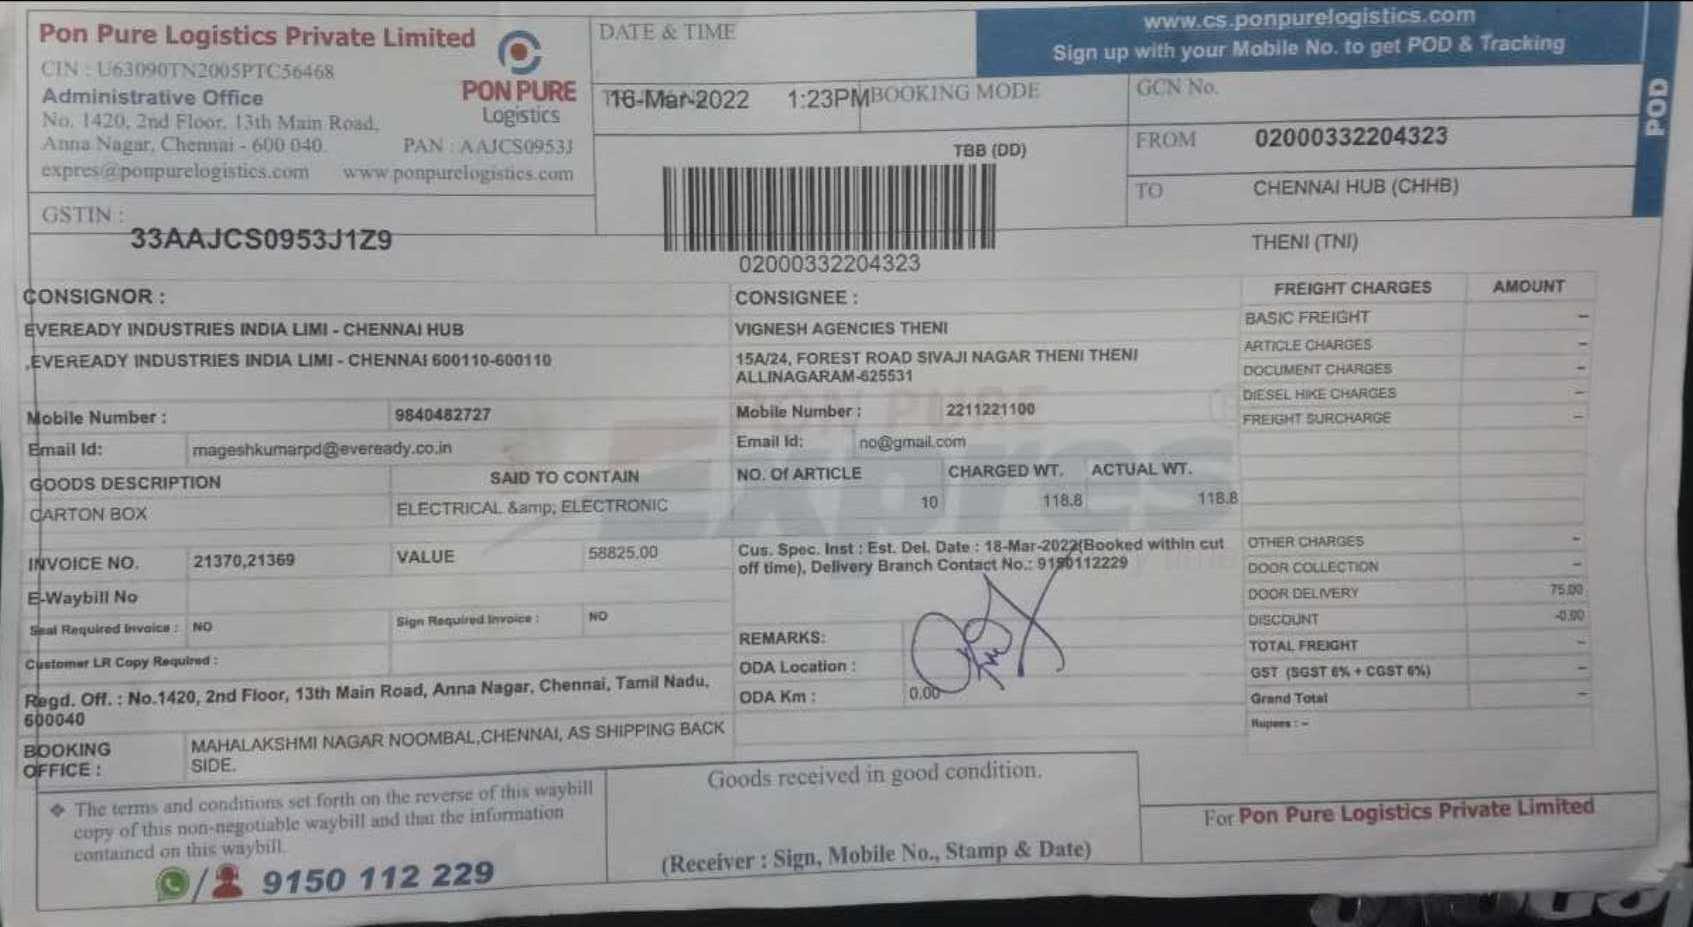 Pon Pure Logistics Private Limited
CIN : U63090TN2005PTC56468
Administrative Office
No. 1420, 2nd Floor, 13th Main Road,
Anna Nagar, Chennai - 600 040. PAN : AAJCS0953J
expres@ponpurelogistics.com www.ponpurelogistics.com
PON PURE
Logistics
GSTIN :
33AAJCS0953J1Z9
DATE & TIME
16-Mar-2022 1:23PM
BOOKING MODE
TBB (DD)
02000332204323
www.cs.ponpurelogistics.com
Sign up with your Mobile No. to get POD & Tracking
POD
GCN No.
FROM 02000332204323
TO CHENNAI HUB (CHHB)
THENI (TNI)
CONSIGNOR :
EVEREADY INDUSTRIES INDIA LIMI - CHENNAI HUB
,EVEREADY INDUSTRIES INDIA LIMI - CHENNAI 600110-600110
Mobile Number : 9840482727
Email Id: mageshkumarpd@eveready.co.in
GOODS DESCRIPTION SAID TO CONTAIN
CARTON BOX ELECTRICAL &amp; ELECTRONIC
INVOICE NO. 21370,21369 VALUE 58825.00
E-Waybill No
Seal Required Invoice : NO Sign Required Invoice : NO
Customer LR Copy Required :
Regd. Off. : No.1420, 2nd Floor, 13th Main Road, Anna Nagar, Chennai, Tamil Nadu,
600040
BOOKING
OFFICE :
MAHALAKSHMI NAGAR NOOMBAL,CHENNAI, AS SHIPPING BACK
SIDE.
CONSIGNEE :
VIGNESH AGENCIES THENI
15A/24, FOREST ROAD SIVAJI NAGAR THENI THENI
ALLINAGARAM-625531
Mobile Number : 2211221100
Email Id: no@gmail.com
PON PURE
Expres
NO. Of ARTICLE CHARGED WT. ACTUAL WT.
10 118.8 118.8
Cus. Spec. Inst : Est. Del. Date : 18-Mar-2022(Booked within cut
off time), Delivery Branch Contact No.: 9150112229
REMARKS:
ODA Location :
ODA Km : 0.00
FREIGHT CHARGES AMOUNT
BASIC FREIGHT -
ARTICLE CHARGES -
DOCUMENT CHARGES -
DIESEL HIKE CHARGES -
FREIGHT SURCHARGE -
OTHER CHARGES -
DOOR COLLECTION -
DOOR DELIVERY 75.00
DISCOUNT -0.00
TOTAL FREIGHT -
GST (SGST 6% + CGST 6%) -
Grand Total -
Rupees : -
❖ The terms and conditions set forth on the reverse of this waybill
copy of this non-negotiable waybill and that the information
contained on this waybill.
/ 9150 112 229
Goods received in good condition.
(Receiver : Sign, Mobile No., Stamp & Date)
For Pon Pure Logistics Private Limited